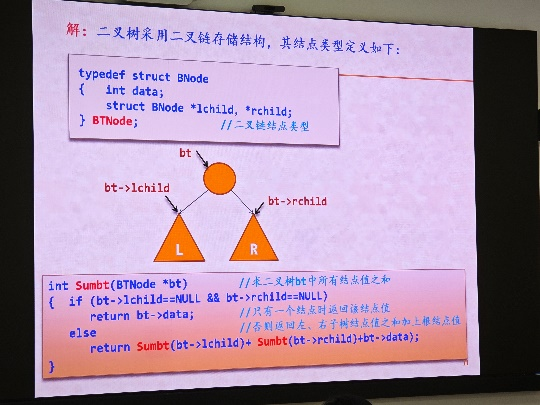 解：二叉树采用二叉链存储结构，其结点类型定义如下：
typedef struct BNode
{ int data;
struct BNode *lchild, *rchild;
} BTNode; //二叉链结点类型
bt
bt->lchild
bt->rchild
L R
int Sumbt(BTNode *bt) //求二叉树bt中所有结点值之和
{ if (bt->lchild==NULL && bt->rchild==NULL)
return bt->data; //只有一个结点时返回该结点值
else //否则返回左、右子树结点值之和加上根结点值
return Sumbt(bt->lchild)+ Sumbt(bt->rchild)+bt->data);
}